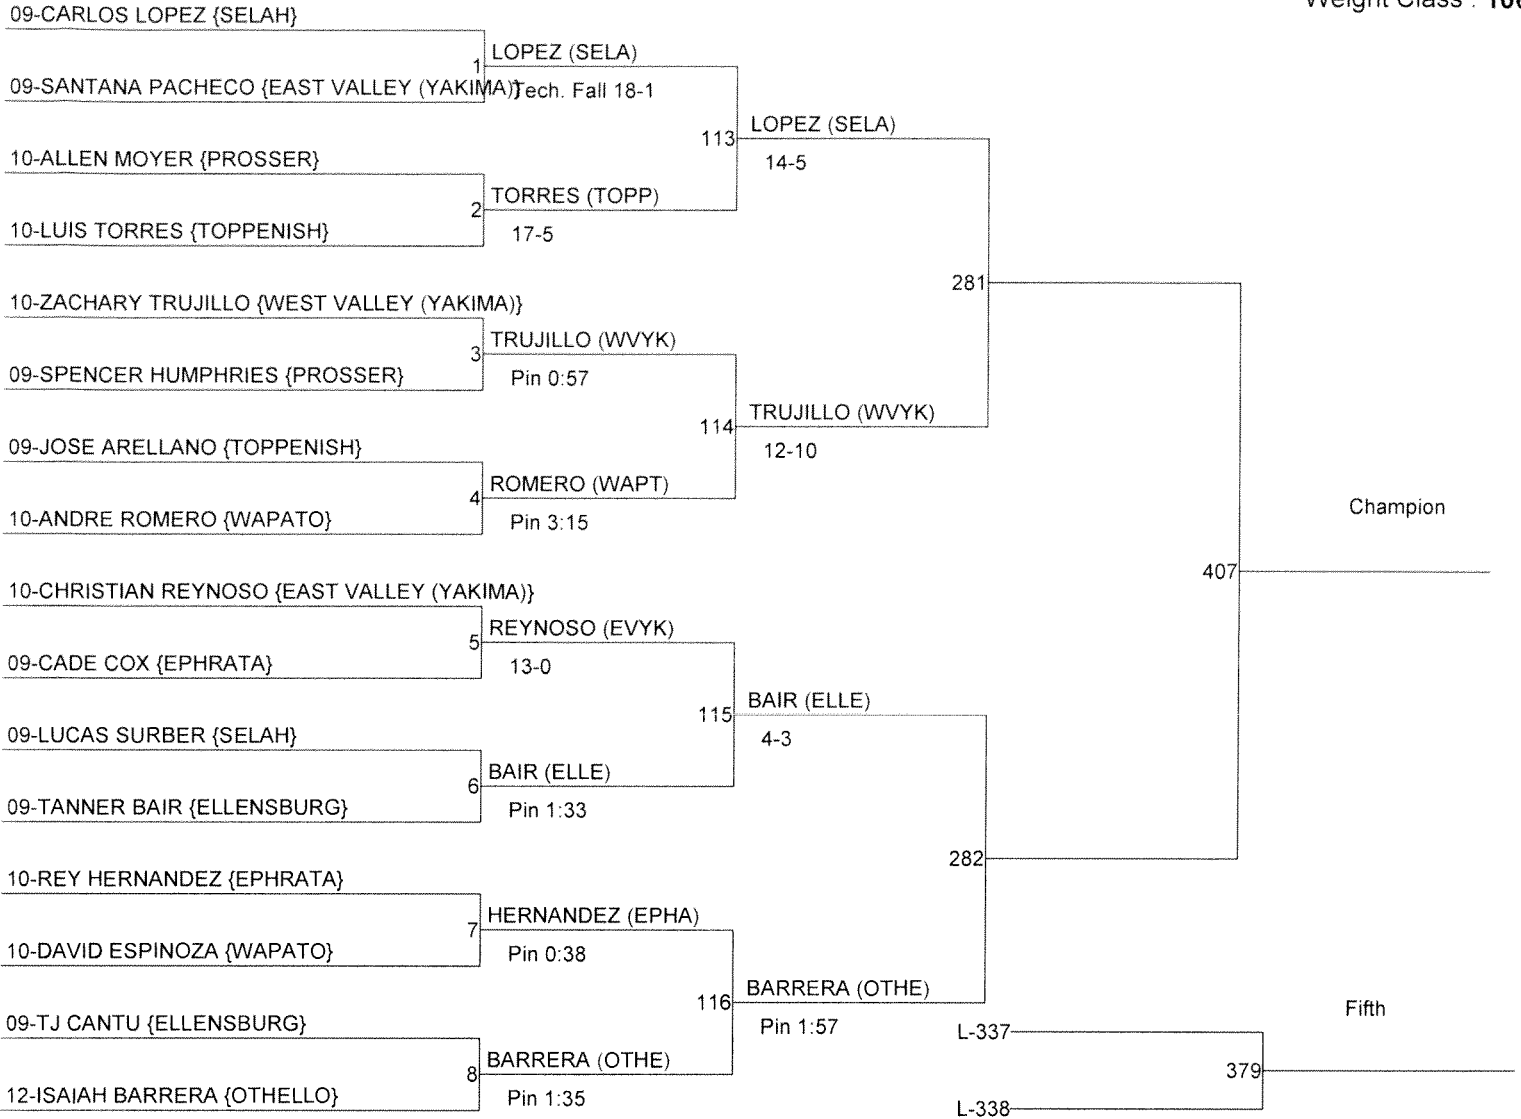 Weight Class :
09-CARLOS LOPEZ {SELAH}
1
LOPEZ (SELA)
09-SANTANA PACHECO {EAST VALLEY (YAKIMA)}
Tech. Fall 18-1
113
LOPEZ (SELA)
14-5
10-ALLEN MOYER {PROSSER}
2
TORRES (TOPP)
10-LUIS TORRES {TOPPENISH}
17-5
281
10-ZACHARY TRUJILLO {WEST VALLEY (YAKIMA)}
3
TRUJILLO (WVYK)
09-SPENCER HUMPHRIES {PROSSER}
Pin 0:57
114
TRUJILLO (WVYK)
12-10
09-JOSE ARELLANO {TOPPENISH}
4
ROMERO (WAPT)
10-ANDRE ROMERO {WAPATO}
Pin 3:15
Champion
407
10-CHRISTIAN REYNOSO {EAST VALLEY (YAKIMA)}
5
REYNOSO (EVYK)
09-CADE COX {EPHRATA}
13-0
115
BAIR (ELLE)
4-3
09-LUCAS SURBER {SELAH}
6
BAIR (ELLE)
09-TANNER BAIR {ELLENSBURG}
Pin 1:33
282
10-REY HERNANDEZ {EPHRATA}
7
HERNANDEZ (EPHA)
10-DAVID ESPINOZA {WAPATO}
Pin 0:38
116
BARRERA (OTHE)
Pin 1:57
09-TJ CANTU {ELLENSBURG}
8
BARRERA (OTHE)
12-ISAIAH BARRERA {OTHELLO}
Pin 1:35
Fifth
L-337
379
L-338